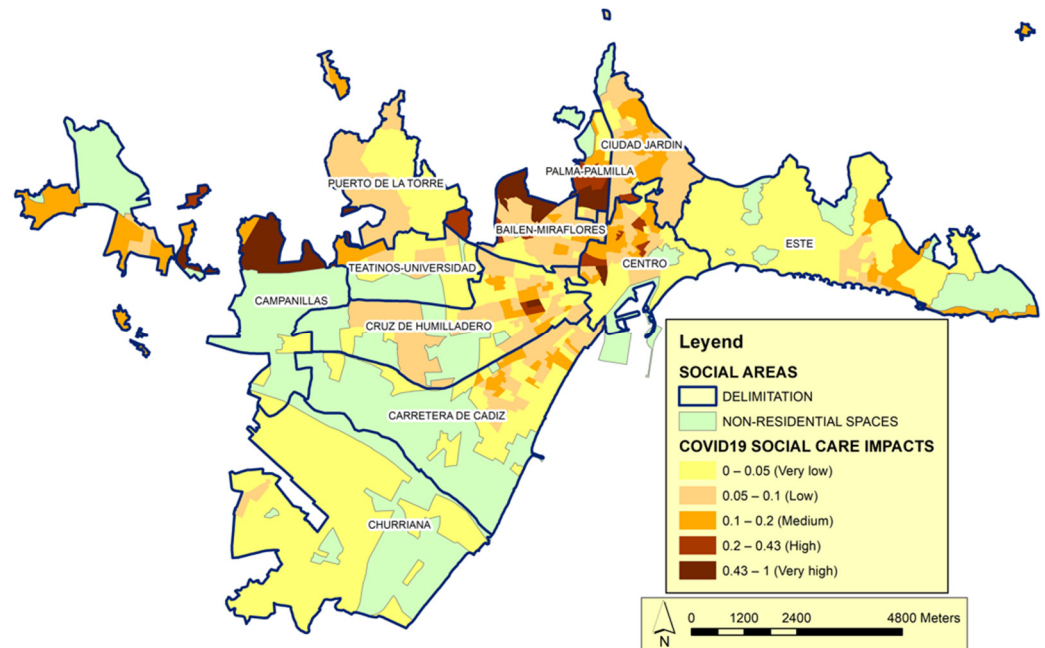 CIUDAD JARDIN
PALMA-PALMILLA
PUERTO DE LA TORRE
BAILEN-MIRAFLORES
ESTE
TEATINOS-UNIVERSIDAD
CENTRO
CAMPANILLAS
CRUZ DE HUMILLADERO
CARRETERA DE CADIZ
CHURRIANA
Leyend
SOCIAL AREAS
DELIMITATION
NON-RESIDENTIAL SPACES
COVID19 SOCIAL CARE IMPACTS
0 – 0.05 (Very low)
0.05 – 0.1 (Low)
0.1 – 0.2 (Medium)
0.2 – 0.43 (High)
0.43 – 1 (Very high)
N
0 1200 2400 4800 Meters